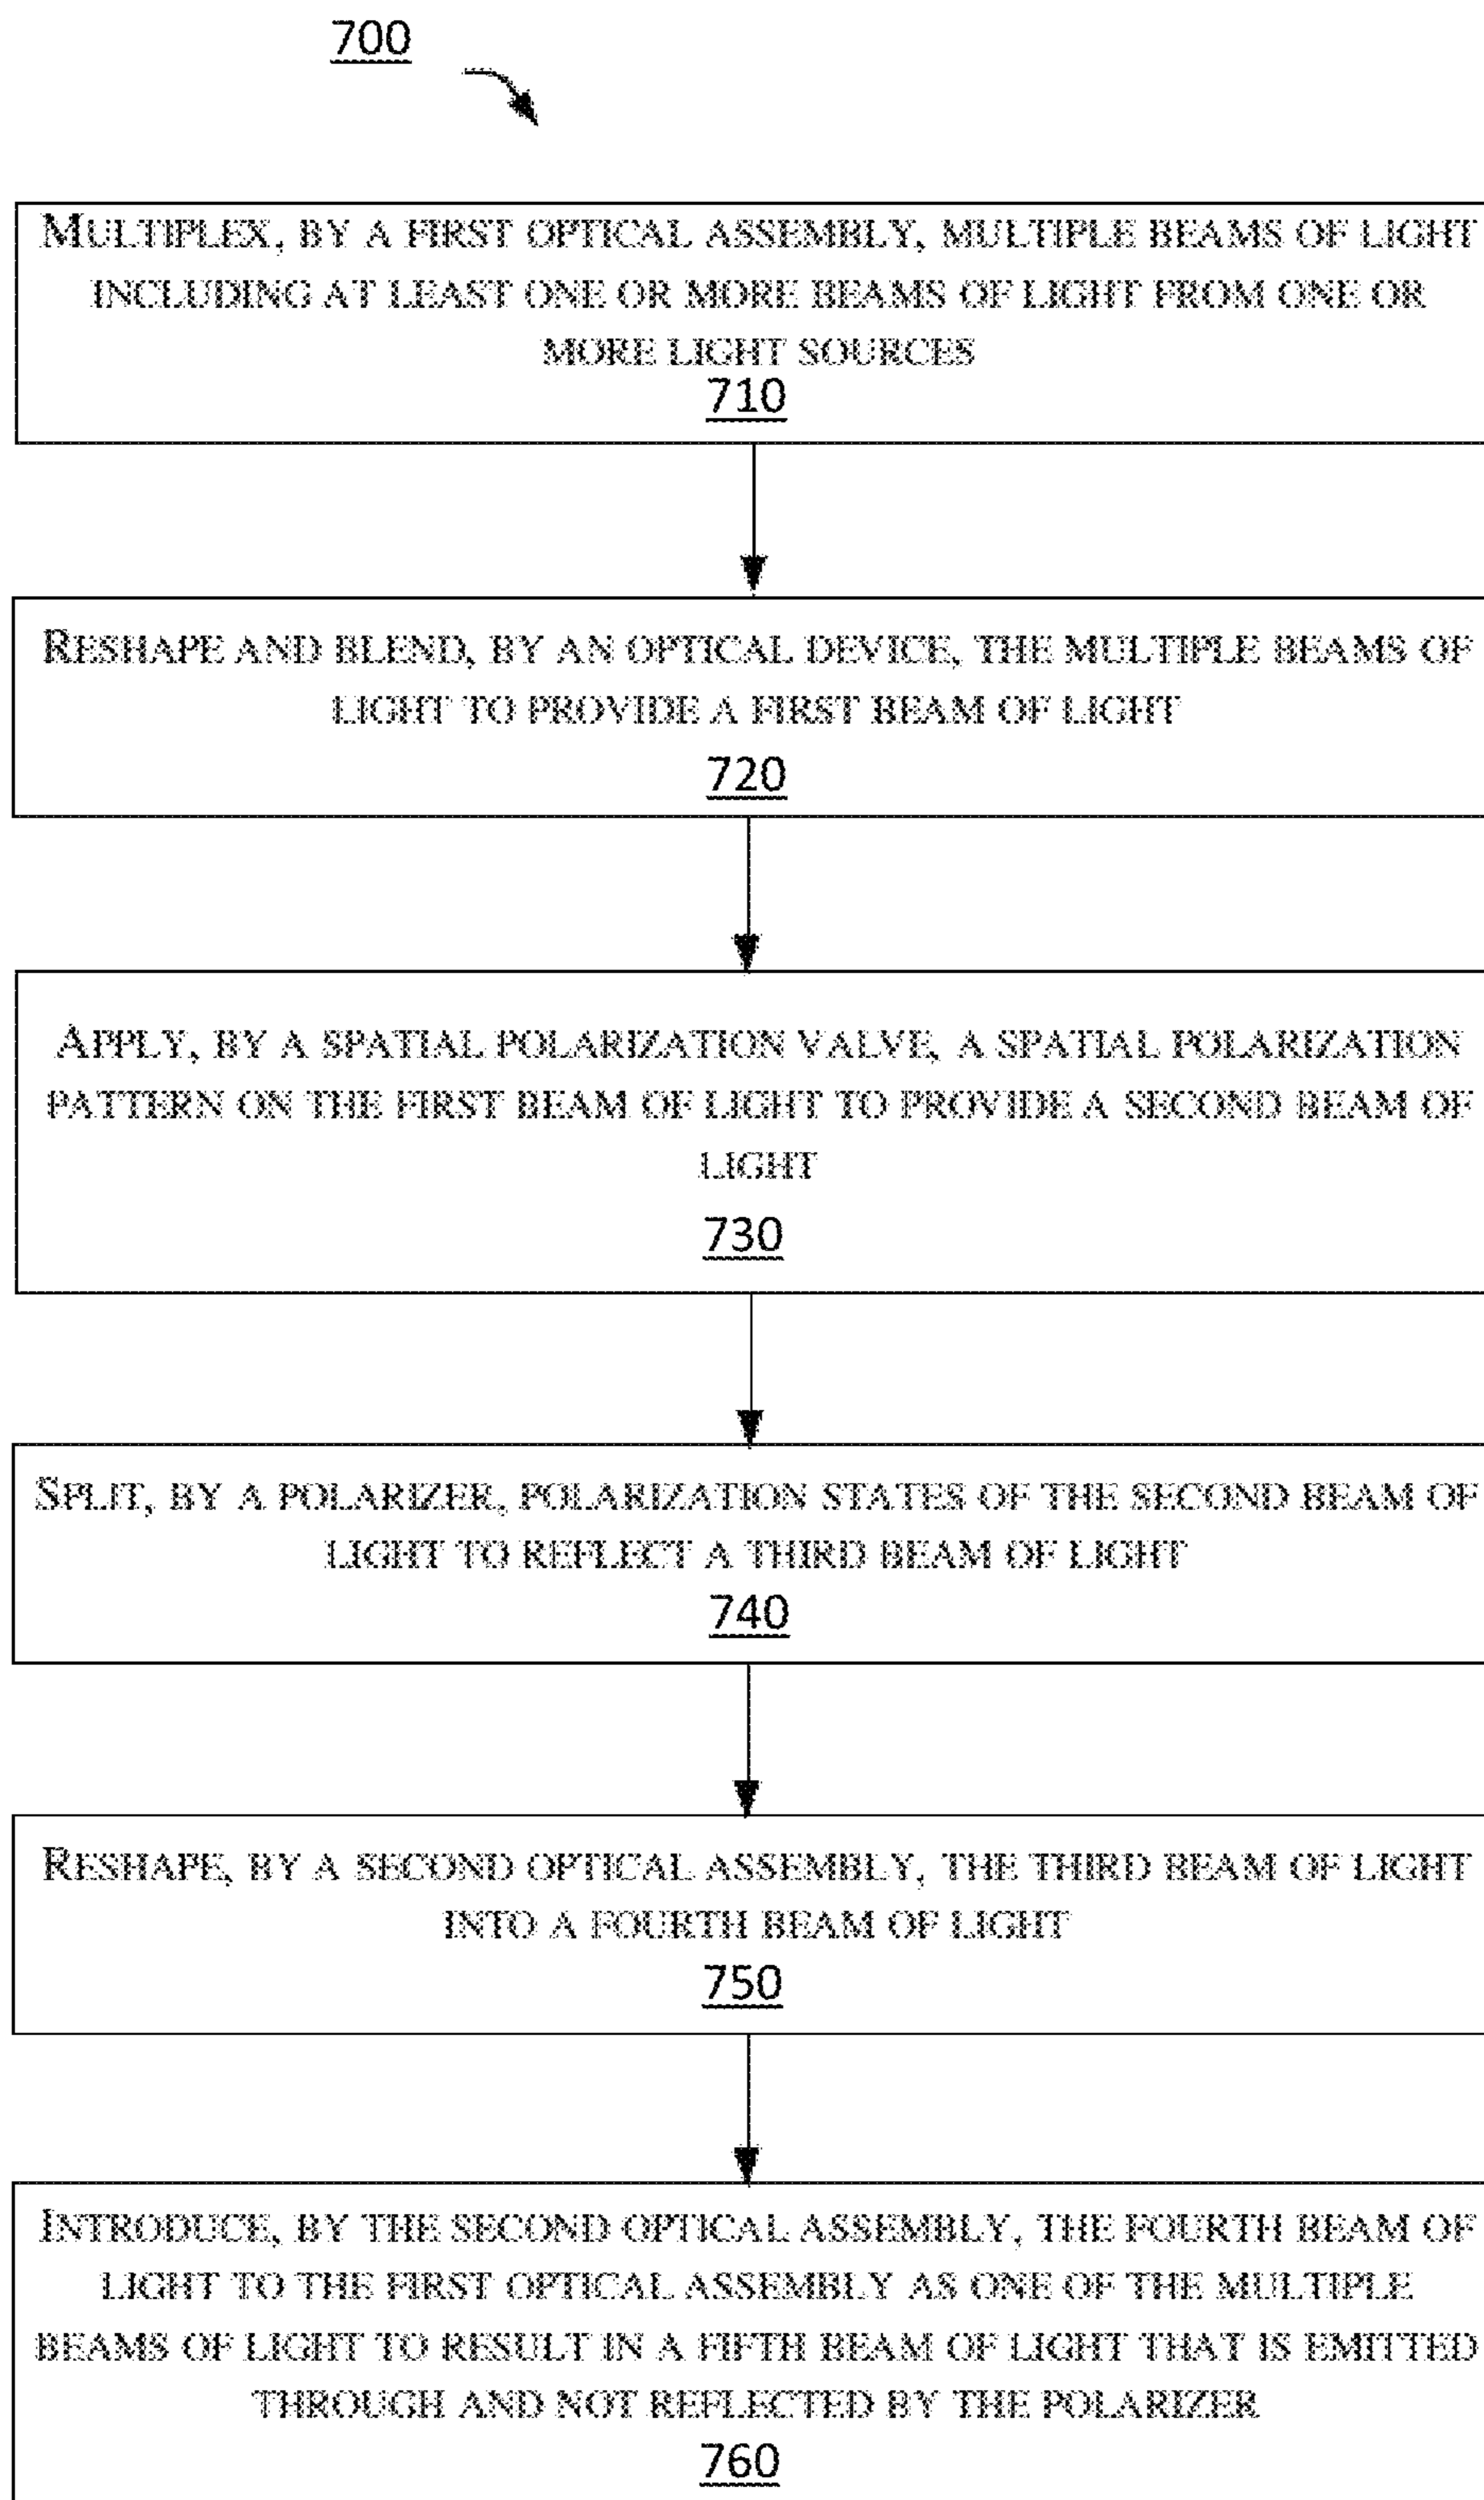 700
MULTIPLEX, BY A FIRST OPTICAL ASSEMBLY, MULTIPLE BEAMS OF LIGHT
INCLUDING AT LEAST ONE OR MORE BEAMS OF LIGHT FROM ONE OR
MORE LIGHT SOURCES
710
RESHAPE AND BLEND, BY AN OPTICAL DEVICE, THE MULTIPLE BEAMS OF
LIGHT TO PROVIDE A FIRST BEAM OF LIGHT
720
APPLY, BY A SPATIAL POLARIZATION VALVE, A SPATIAL POLARIZATION
PATTERN ON THE FIRST BEAM OF LIGHT TO PROVIDE A SECOND BEAM OF
LIGHT
730
SPLIT, BY A POLARIZER, POLARIZATION STATES OF THE SECOND BEAM OF
LIGHT TO REFLECT A THIRD BEAM OF LIGHT
740
RESHAPE, BY A SECOND OPTICAL ASSEMBLY, THE THIRD BEAM OF LIGHT
INTO A FOURTH BEAM OF LIGHT
750
INTRODUCE, BY THE SECOND OPTICAL ASSEMBLY, THE FOURTH BEAM OF
LIGHT TO THE FIRST OPTICAL ASSEMBLY AS ONE OF THE MULTIPLE
BEAMS OF LIGHT TO RESULT IN A FIFTH BEAM OF LIGHT THAT IS EMITTED
THROUGH AND NOT REFLECTED BY THE POLARIZER
760